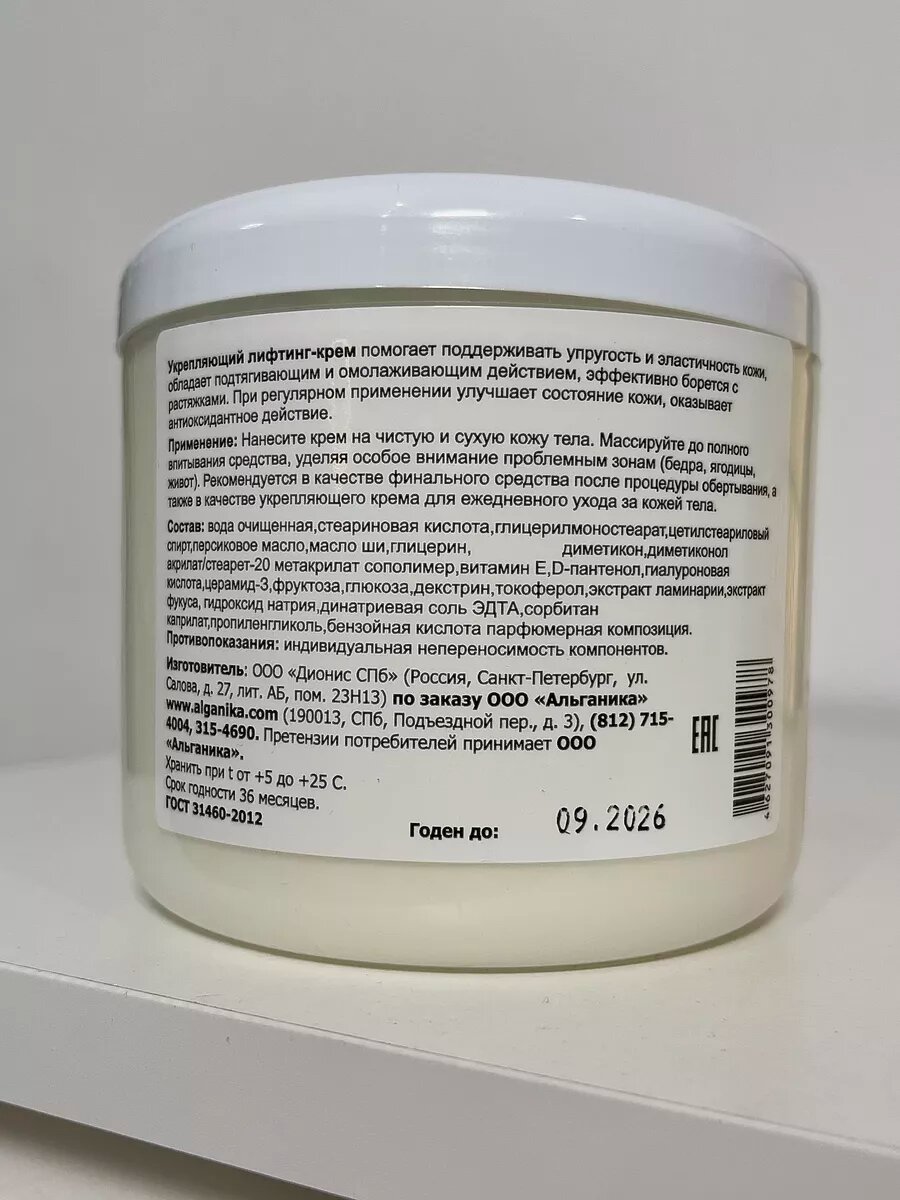 Укрепляющий лифтинг-крем помогает поддерживать упругость и эластичность кожи,
обладает подтягивающим и омолаживающим действием, эффективно борется с
растяжками. При регулярном применении улучшает состояние кожи, оказывает
антиоксидантное действие.
Применение: Нанесите крем на чистую и сухую кожу тела. Массируйте до полного
впитывания средства, уделяя особое внимание проблемным зонам (бедра, ягодицы,
живот). Рекомендуется в качестве финального средства после процедуры обертывания, а
также в качестве укрепляющего крема для ежедневного ухода за кожей тела.
Состав: вода очищенная,стеариновая кислота,глицерилмоностеарат,цетилстеариловый
спирт,персиковое масло,масло ши,глицерин, диметикон,диметиконол
акрилат/стеарет-20 метакрилат сополимер,витамин Е,D-пантенол,гиалуроновая
кислота,церамид-3,фруктоза,глюкоза,декстрин,токоферол,экстракт ламинарии,экстракт
фукуса, гидроксид натрия,динатриевая соль ЭДТА,сорбитан
каприлат,пропиленгликоль,бензойная кислота парфюмерная композиция.
Противопоказания: индивидуальная непереносимость компонентов.
Изготовитель: ООО «Дионис СПб» (Россия, Санкт-Петербург, ул.
Салова, д. 27, лит. АБ, пом. 23Н13) по заказу ООО «Альганика»
www.alganika.com (190013, СПб, Подъездной пер., д. 3), (812) 715-
4004, 315-4690. Претензии потребителей принимает ООО
«Альганика».
Хранить при t от +5 до +25 С.
Срок годности 36 месяцев.
ГОСТ 31460-2012
Годен до: 09.2026
EAC
4627091300978